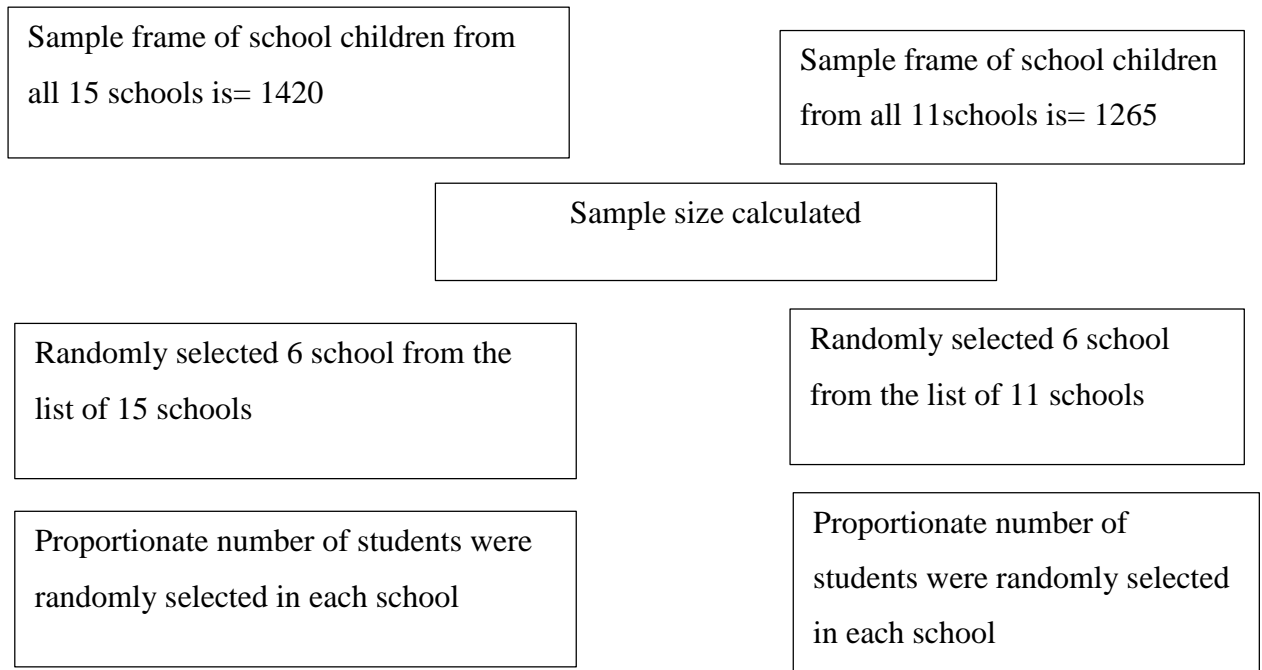 Sample frame of school children from
all 15 schools is= 1420
Sample frame of school children
from all 11schools is= 1265
Sample size calculated
Randomly selected 6 school from the
list of 15 schools
Randomly selected 6 school
from the list of 11 schools
Proportionate number of students were
randomly selected in each school
Proportionate number of
students were randomly selected
in each school